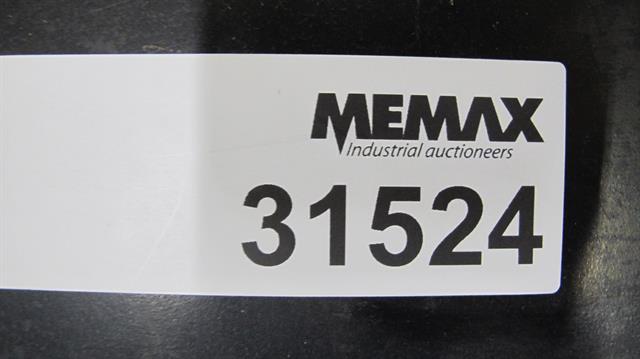 MEMAX
Industrial auctioneers
31524